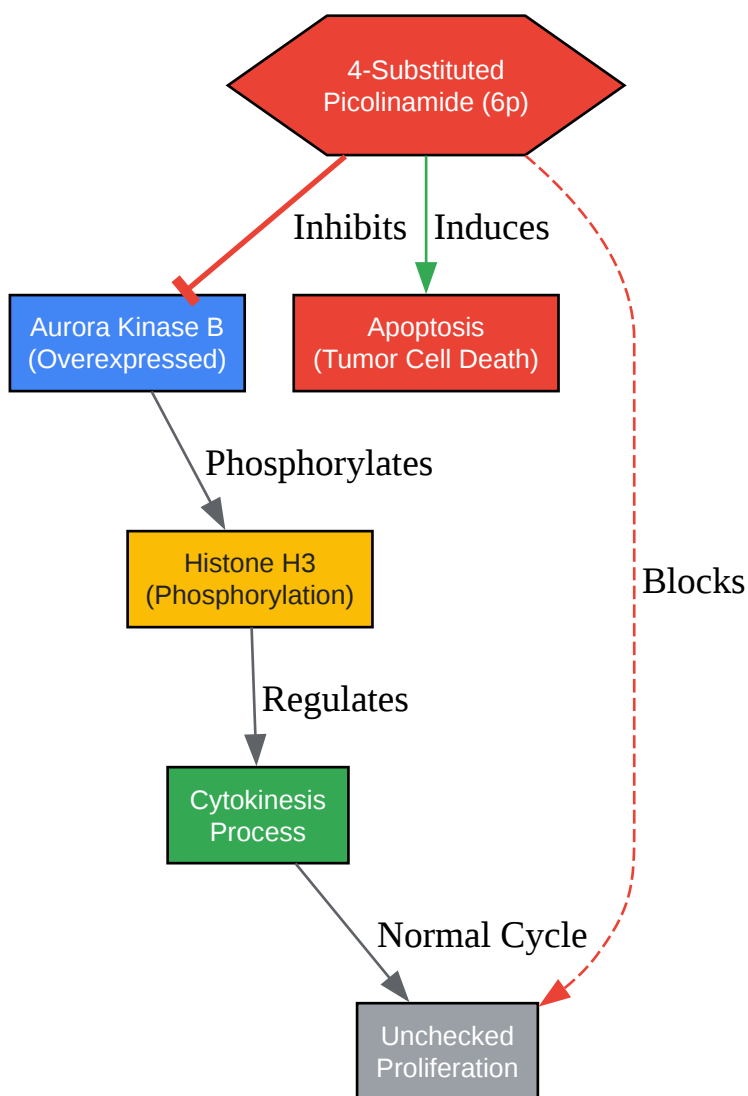 4-Substituted
Picolinamide (6p)
Inhibits
Induces
Aurora Kinase B
(Overexpressed)
Apoptosis
(Tumor Cell Death)
Phosphorylates
Histone H3
(Phosphorylation)
Blocks
Regulates
Cytokinesis
Process
Normal Cycle
Unchecked
Proliferation